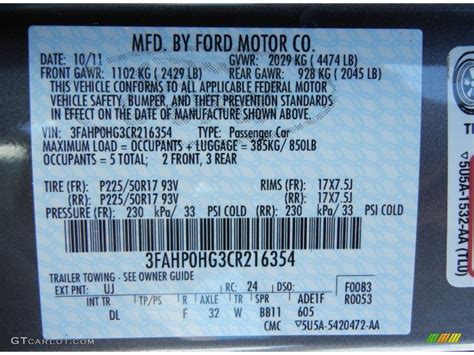 MFD. BY FORD MOTOR CO.
DATE: 10/11 GVWR: 2029 KG ( 4474 LB)
FRONT GAWR: 1102 KG ( 2429 LB) REAR GAWR: 928 KG ( 2045 LB)
THIS VEHICLE CONFORMS TO ALL APPLICABLE FEDERAL MOTOR
VEHICLE SAFETY, BUMPER, AND THEFT PREVENTION STANDARDS
IN EFFECT ON THE DATE OF MANUFACTURE SHOWN ABOVE
VIN: 3FAHP0HG3CR216354 TYPE: Passenger Car
MAXIMUM LOAD = OCCUPANTS + LUGGAGE = 385KG/ 850LB
OCCUPANTS = 5 TOTAL; 2 FRONT, 3 REAR
TIRE (FR): P225/50R17 93V RIMS (FR): 17X7.5J
TIRE (RR): P225/50R17 93V (RR): 17X7.5J
PRESSURE (FR): 230 kPa/ 33 PSI COLD (RR): 230 kPa/ 33 PSI COLD
3FAHP0HG3CR216354
TRAILER TOWING - SEE OWNER GUIDE
EXT PNT: UJ RC: 24 DSO: F0083
R0053
INT TR TP/PS R AXLE TR SPR ADE1F
DL F 32 W BB11 605
CMC 5U5A-5420472-AA
5U5A-1532-AA (TLU)
GTCARLOT.COM